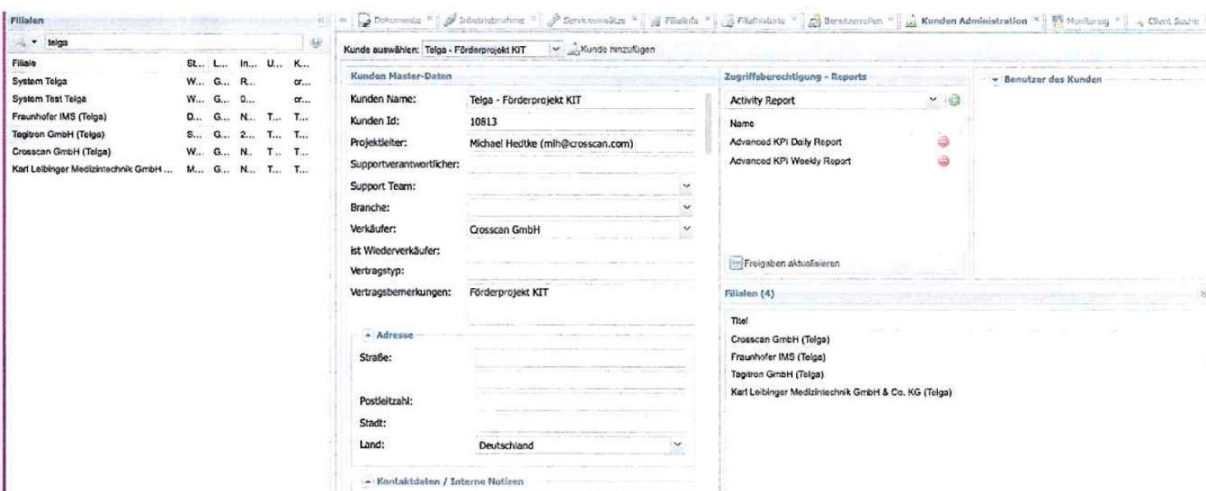 Filialen
Dokumente
Inbetriebnahme
Serviceeinsätze
Filialinfo
Filialhistorie
Benutzerrollen
Kunden Administration
Monitoring
Client Suche
telga
Kunde auswählen: Telga - Förderprojekt KIT
Kunde hinzufügen
Filiale St... L... In... U... K...
System Telga W... G... R... cr...
System Test Telga W... G... 0... cr...
Fraunhofer IMS (Telga) D... G... N... T... T...
Tagitron GmbH (Telga) S... G... 2... T... T...
Crosscan GmbH (Telga) W... G... N.. T... T...
Karl Leibinger Medizintechnik GmbH ... M... G... N... T... T...
Kunden Master-Daten
Kunden Name: Telga - Förderprojekt KIT
Kunden Id: 10813
Projektleiter: Michael Hedtke (mih@crosscan.com)
Supportverantwortlicher:
Support Team:
Branche:
Verkäufer: Crosscan GmbH
ist Wiederverkäufer:
Vertragstyp:
Vertragsbemerkungen: Förderprojekt KIT
Adresse
Straße:
Postleitzahl:
Stadt:
Land: Deutschland
Kontaktdaten / Interne Notizen
Zugriffsberechtigung - Reports
Activity Report
Name
Advanced KPI Daily Report
Advanced KPI Weekly Report
Freigaben aktualisieren
Benutzer des Kunden
Filialen (4)
Titel
Crosscan GmbH (Telga)
Fraunhofer IMS (Telga)
Tagitron GmbH (Telga)
Karl Leibinger Medizintechnik GmbH & Co. KG (Telga)